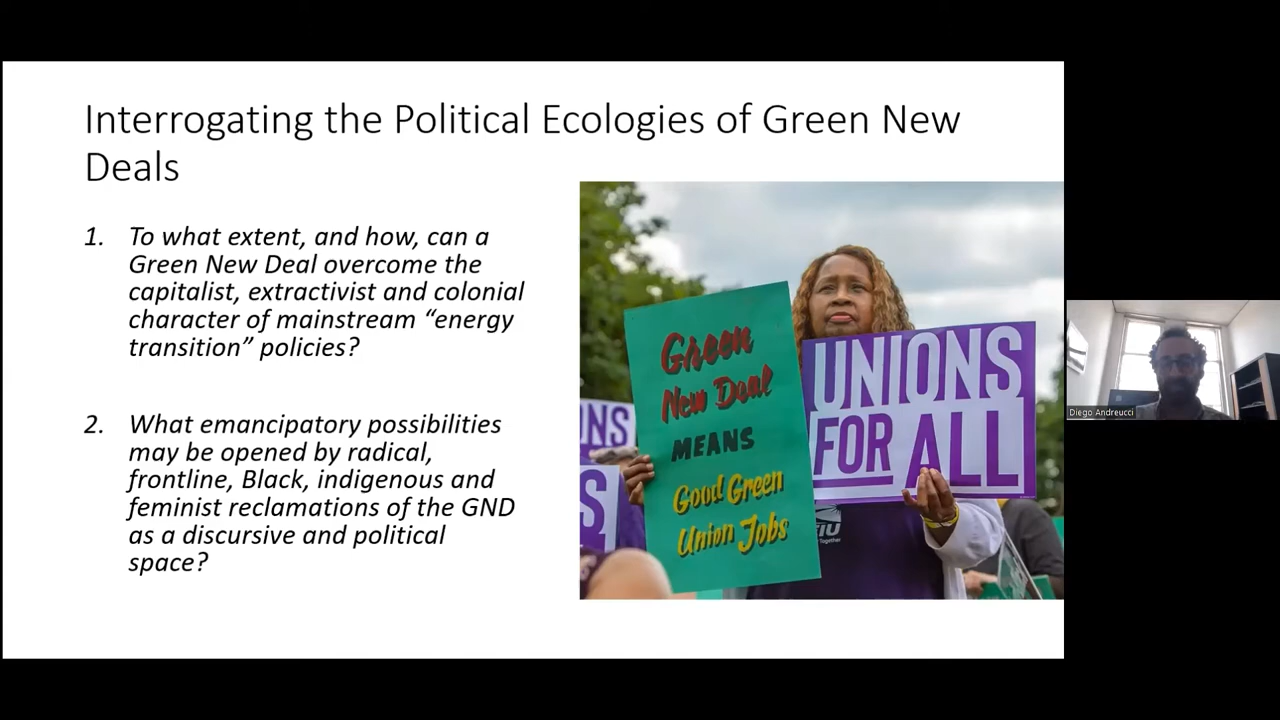 Interrogating the Political Ecologies of Green New
Deals
1. To what extent, and how, can a
Green New Deal overcome the
capitalist, extractivist and colonial
character of mainstream “energy
transition” policies?
2. What emancipatory possibilities
may be opened by radical,
frontline, Black, indigenous and
feminist reclamations of the GND
as a discursive and political
space?
Green
New Deal
MEANS
Good Green
Union Jobs
UNIONS
FOR ALL
NS
S
Together
Diego Andreucci